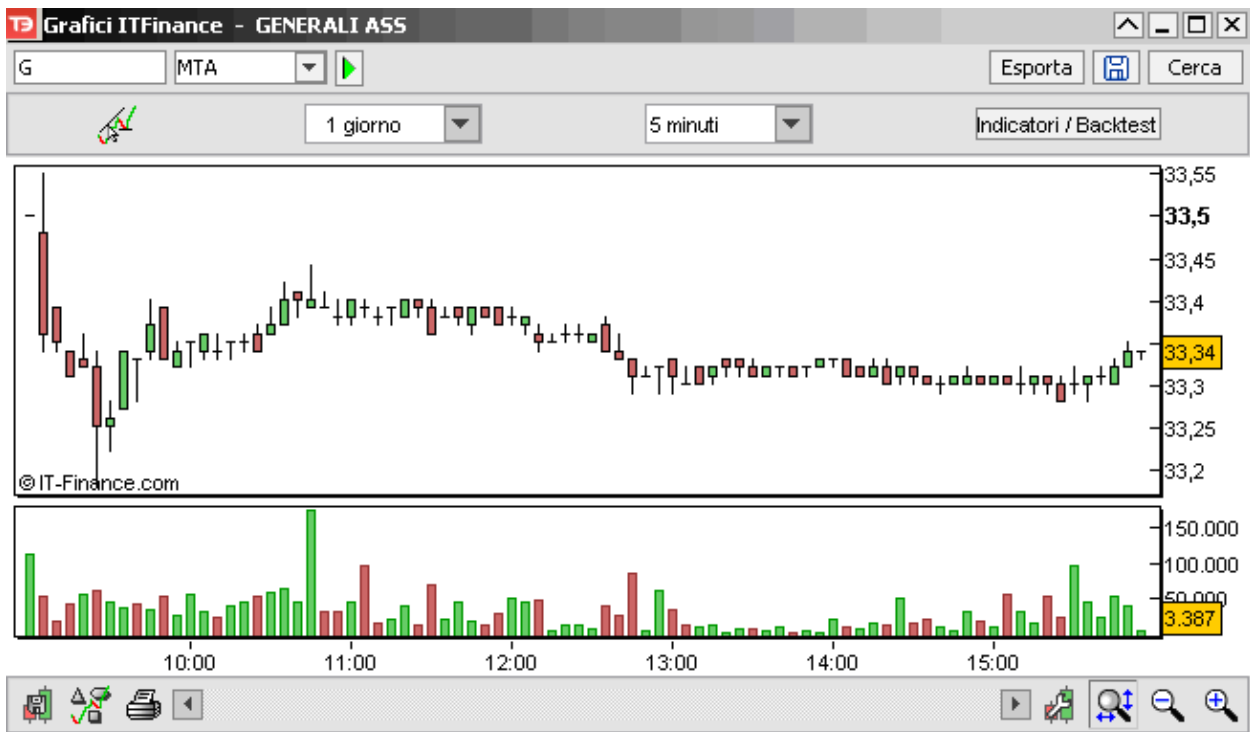 TƎ Grafici ITFinance - GENERALI ASS
G MTA Esporta Cerca
1 giorno 5 minuti Indicatori / Backtest
33,55
33,5
33,45
33,4
33,34
33,3
33,25
33,2
© IT-Finance.com
150.000
100.000
50.000
3.387
10:00 11:00 12:00 13:00 14:00 15:00